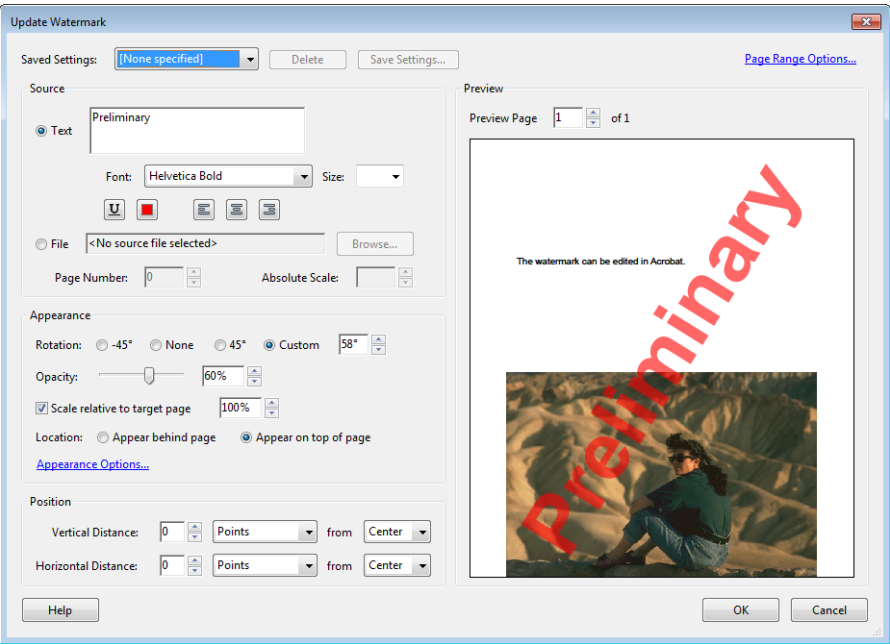 Update Watermark
Saved Settings: [None specified] Delete Save Settings... Page Range Options...
Source
Text Preliminary
Font: Helvetica Bold Size:
U
File <No source file selected> Browse...
Page Number: 0 Absolute Scale:
Appearance
Rotation: -45° None 45° Custom 58°
Opacity: 60%
Scale relative to target page 100%
Location: Appear behind page Appear on top of page
Appearance Options...
Position
Vertical Distance: 0 Points from Center
Horizontal Distance: 0 Points from Center
Preview
Preview Page 1 of 1
The watermark can be edited in Acrobat.
Preliminary
Help OK Cancel